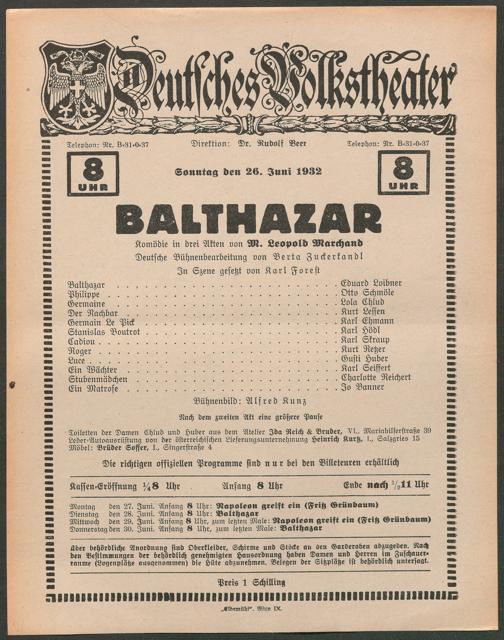 Deutsches Volkstheater
Telephon: Nr. B-31-0-37 Direktion: Dr. Rudolf Beer Telephon: Nr. B-31-0-37
8 UHR Sonntag den 26. Juni 1932 8 UHR
BALTHAZAR
Komödie in drei Akten von M. Leopold Marchand
Deutsche Bühnenbearbeitung von Berta Zuckerkandl
In Szene gesetzt von Karl Forest
Balthazar . . . . . . . . . . Eduard Loibner
Philippe . . . . . . . . . . Otto Schmöle
Germaine . . . . . . . . . . Lola Chlud
Der Nachbar . . . . . . . . . . Kurt Lessen
Germain Le Pick . . . . . . . . . . Karl Ehmann
Stanislas Boutrot . . . . . . . . . . Karl Hödl
Cadiou . . . . . . . . . . Karl Skraup
Roger . . . . . . . . . . Kurt Retzer
Luce . . . . . . . . . . Gusti Huber
Ein Wächter . . . . . . . . . . Karl Seiffert
Stubenmädchen . . . . . . . . . . Charlotte Reichert
Ein Matrose . . . . . . . . . . Jo Banner
Bühnenbild: Alfred Kunz
Nach dem zweiten Akt eine größere Pause
Toiletten der Damen Chlud und Huber aus dem Atelier Ida Reich & Bruder, VI., Mariahilferstraße 39
Leder-Autoausrüstung von der österreichischen Lieferungsunternehmung Heinrich Kurtz, I., Salzgries 15
Möbel: Brüder Soffer, I., Singerstraße 4
Die richtigen offiziellen Programme sind nur bei den Billeteuren erhältlich
Kassen-Eröffnung ¼8 Uhr Anfang 8 Uhr Ende nach ½11 Uhr
Montag den 27. Juni. Anfang 8 Uhr: Napoleon greift ein (Fritz Grünbaum)
Dienstag den 28. Juni. Anfang 8 Uhr: Balthazar
Mittwoch den 29. Juni. Anfang 8 Uhr, zum letzten Male: Napoleon greift ein (Fritz Grünbaum)
Donnerstag den 30. Juni. Anfang 8 Uhr, zum letzten Male: Balthazar
Über behördliche Anordnung sind Oberkleider, Schirme und Stöcke an den Garderoben abzugeben. Nach
den Bestimmungen der behördlich genehmigten Hausordnung haben Damen und Herren im Zuschauer-
raume (Logenplätze ausgenommen) die Hüte abzunehmen. Belegen der Sitzplätze ist behördlich untersagt.
Preis 1 Schilling
„Elbemühl“, Wien IX.